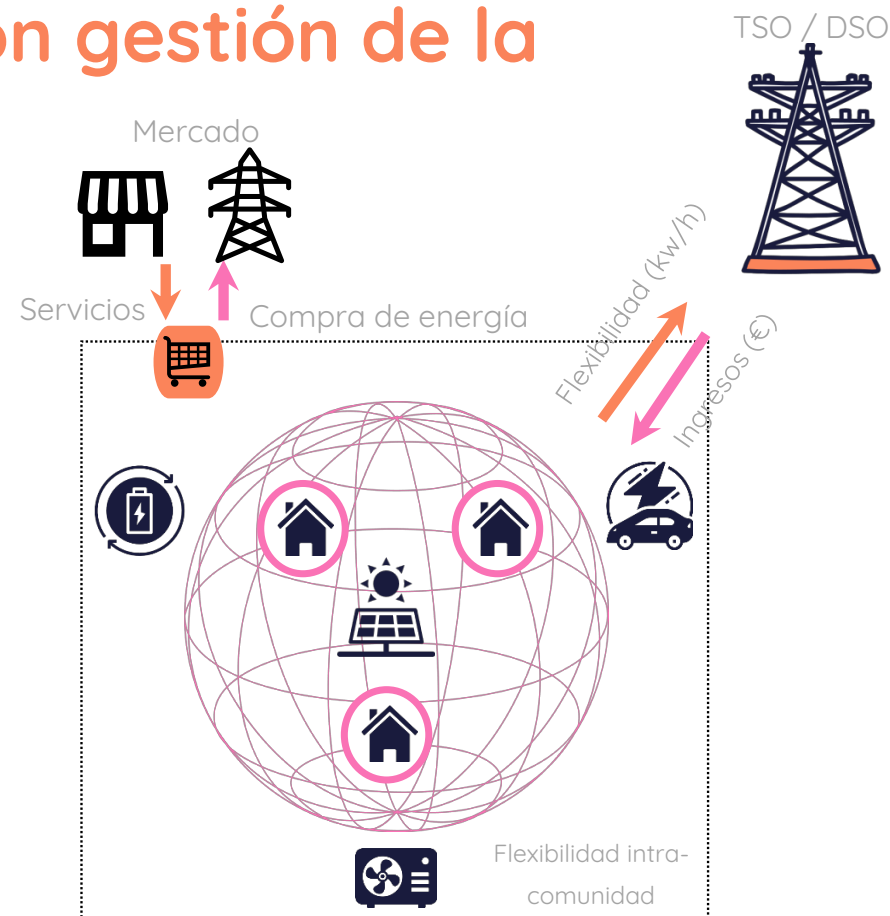 on gestión de la
TSO / DSO
Mercado
Servicios
Compra de energía
Flexibilidad (kw/h)
Ingresos (€)
Flexibilidad intra-
comunidad